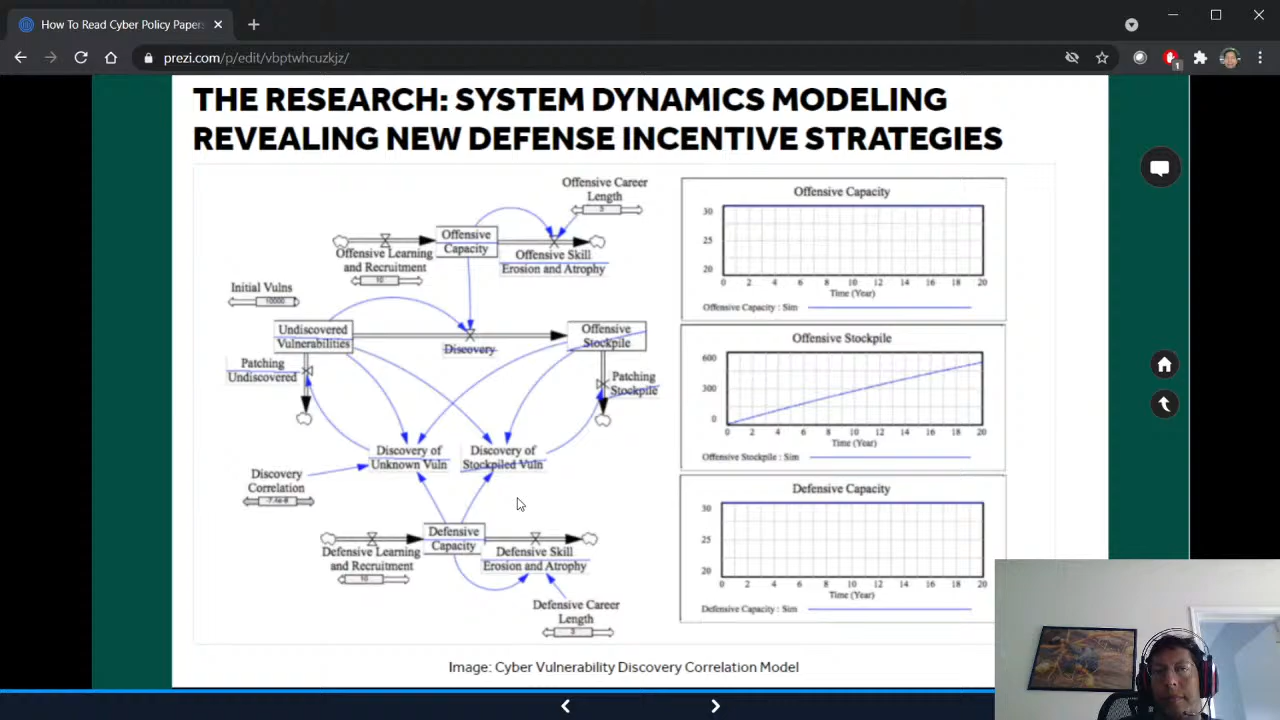 How To Read Cyber Policy Papers
prezi.com/p/edit/vbptwhcuzkjz/
1
THE RESEARCH: SYSTEM DYNAMICS MODELING
REVEALING NEW DEFENSE INCENTIVE STRATEGIES
Offensive Career
Length
3
Offensive
Capacity
Offensive Learning
and Recruitment
10
Offensive Skill
Erosion and Atrophy
Initial Vulns
10000
Undiscovered
Vulnerabilities
Discovery
Offensive
Stockpile
Patching
Undiscovered
Patching
Stockpile
Discovery of
Unknown Vuln
Discovery of
Stockpiled Vuln
Discovery
Correlation
Defensive
Capacity
Defensive Learning
and Recruitment
10
Defensive Skill
Erosion and Atrophy
Defensive Career
Length
3
Offensive Capacity
30
25
20
0 2 4 6 8 10 12 14 16 18 20
Time (Year)
Offensive Capacity : Sim
Offensive Stockpile
600
300
0
0 2 4 6 8 10 12 14 16 18 20
Time (Year)
Offensive Stockpile : Sim
Defensive Capacity
30
25
20
0 2 4 6 8 10 12 14 16 18 20
Time (Year)
Defensive Capacity : Sim
Image: Cyber Vulnerability Discovery Correlation Model